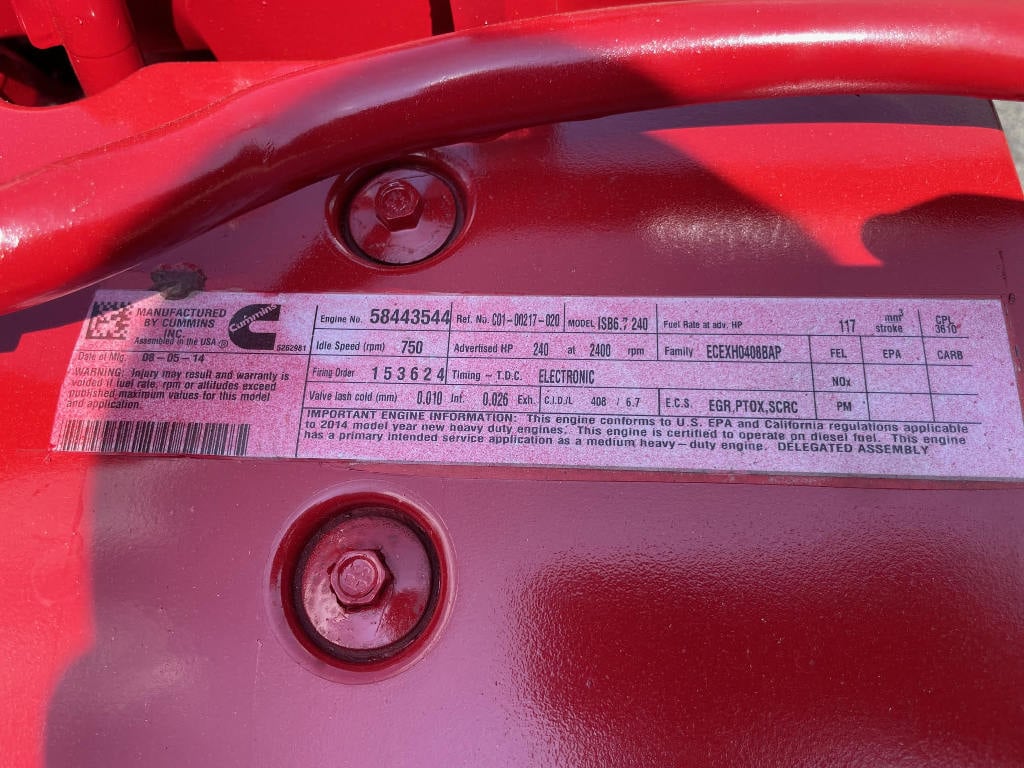 MANUFACTURED
BY CUMMINS
INC.
Assembled in the USA.®
Cummins
5262981
Date of Mfg. 08-05-14
WARNING: Injury may result and warranty is
voided if fuel rate, rpm or altitudes exceed
published maximum values for this model
and application.
Engine No. 58443544 Ref. No. C01-00217-020 MODEL ISB6.7 240 Fuel Rate at adv. HP 117 mm³ stroke CPL 3610
Idle Speed (rpm) 750 Advertised HP 240 at 2400 rpm Family ECEXH0408BAP FEL EPA CARB
Firing Order 153624 Timing - T.D.C. ELECTRONIC NOx
Valve lash cold (mm) 0.010 Int. 0.026 Exh. C.I.D./L 408 / 6.7 E.C.S. EGR,PTOX,SCRC PM
IMPORTANT ENGINE INFORMATION: This engine conforms to U.S. EPA and California regulations applicable
to 2014 model year new heavy duty engines. This engine is certified to operate on diesel fuel. This engine
has a primary intended service application as a medium heavy-duty engine. DELEGATED ASSEMBLY